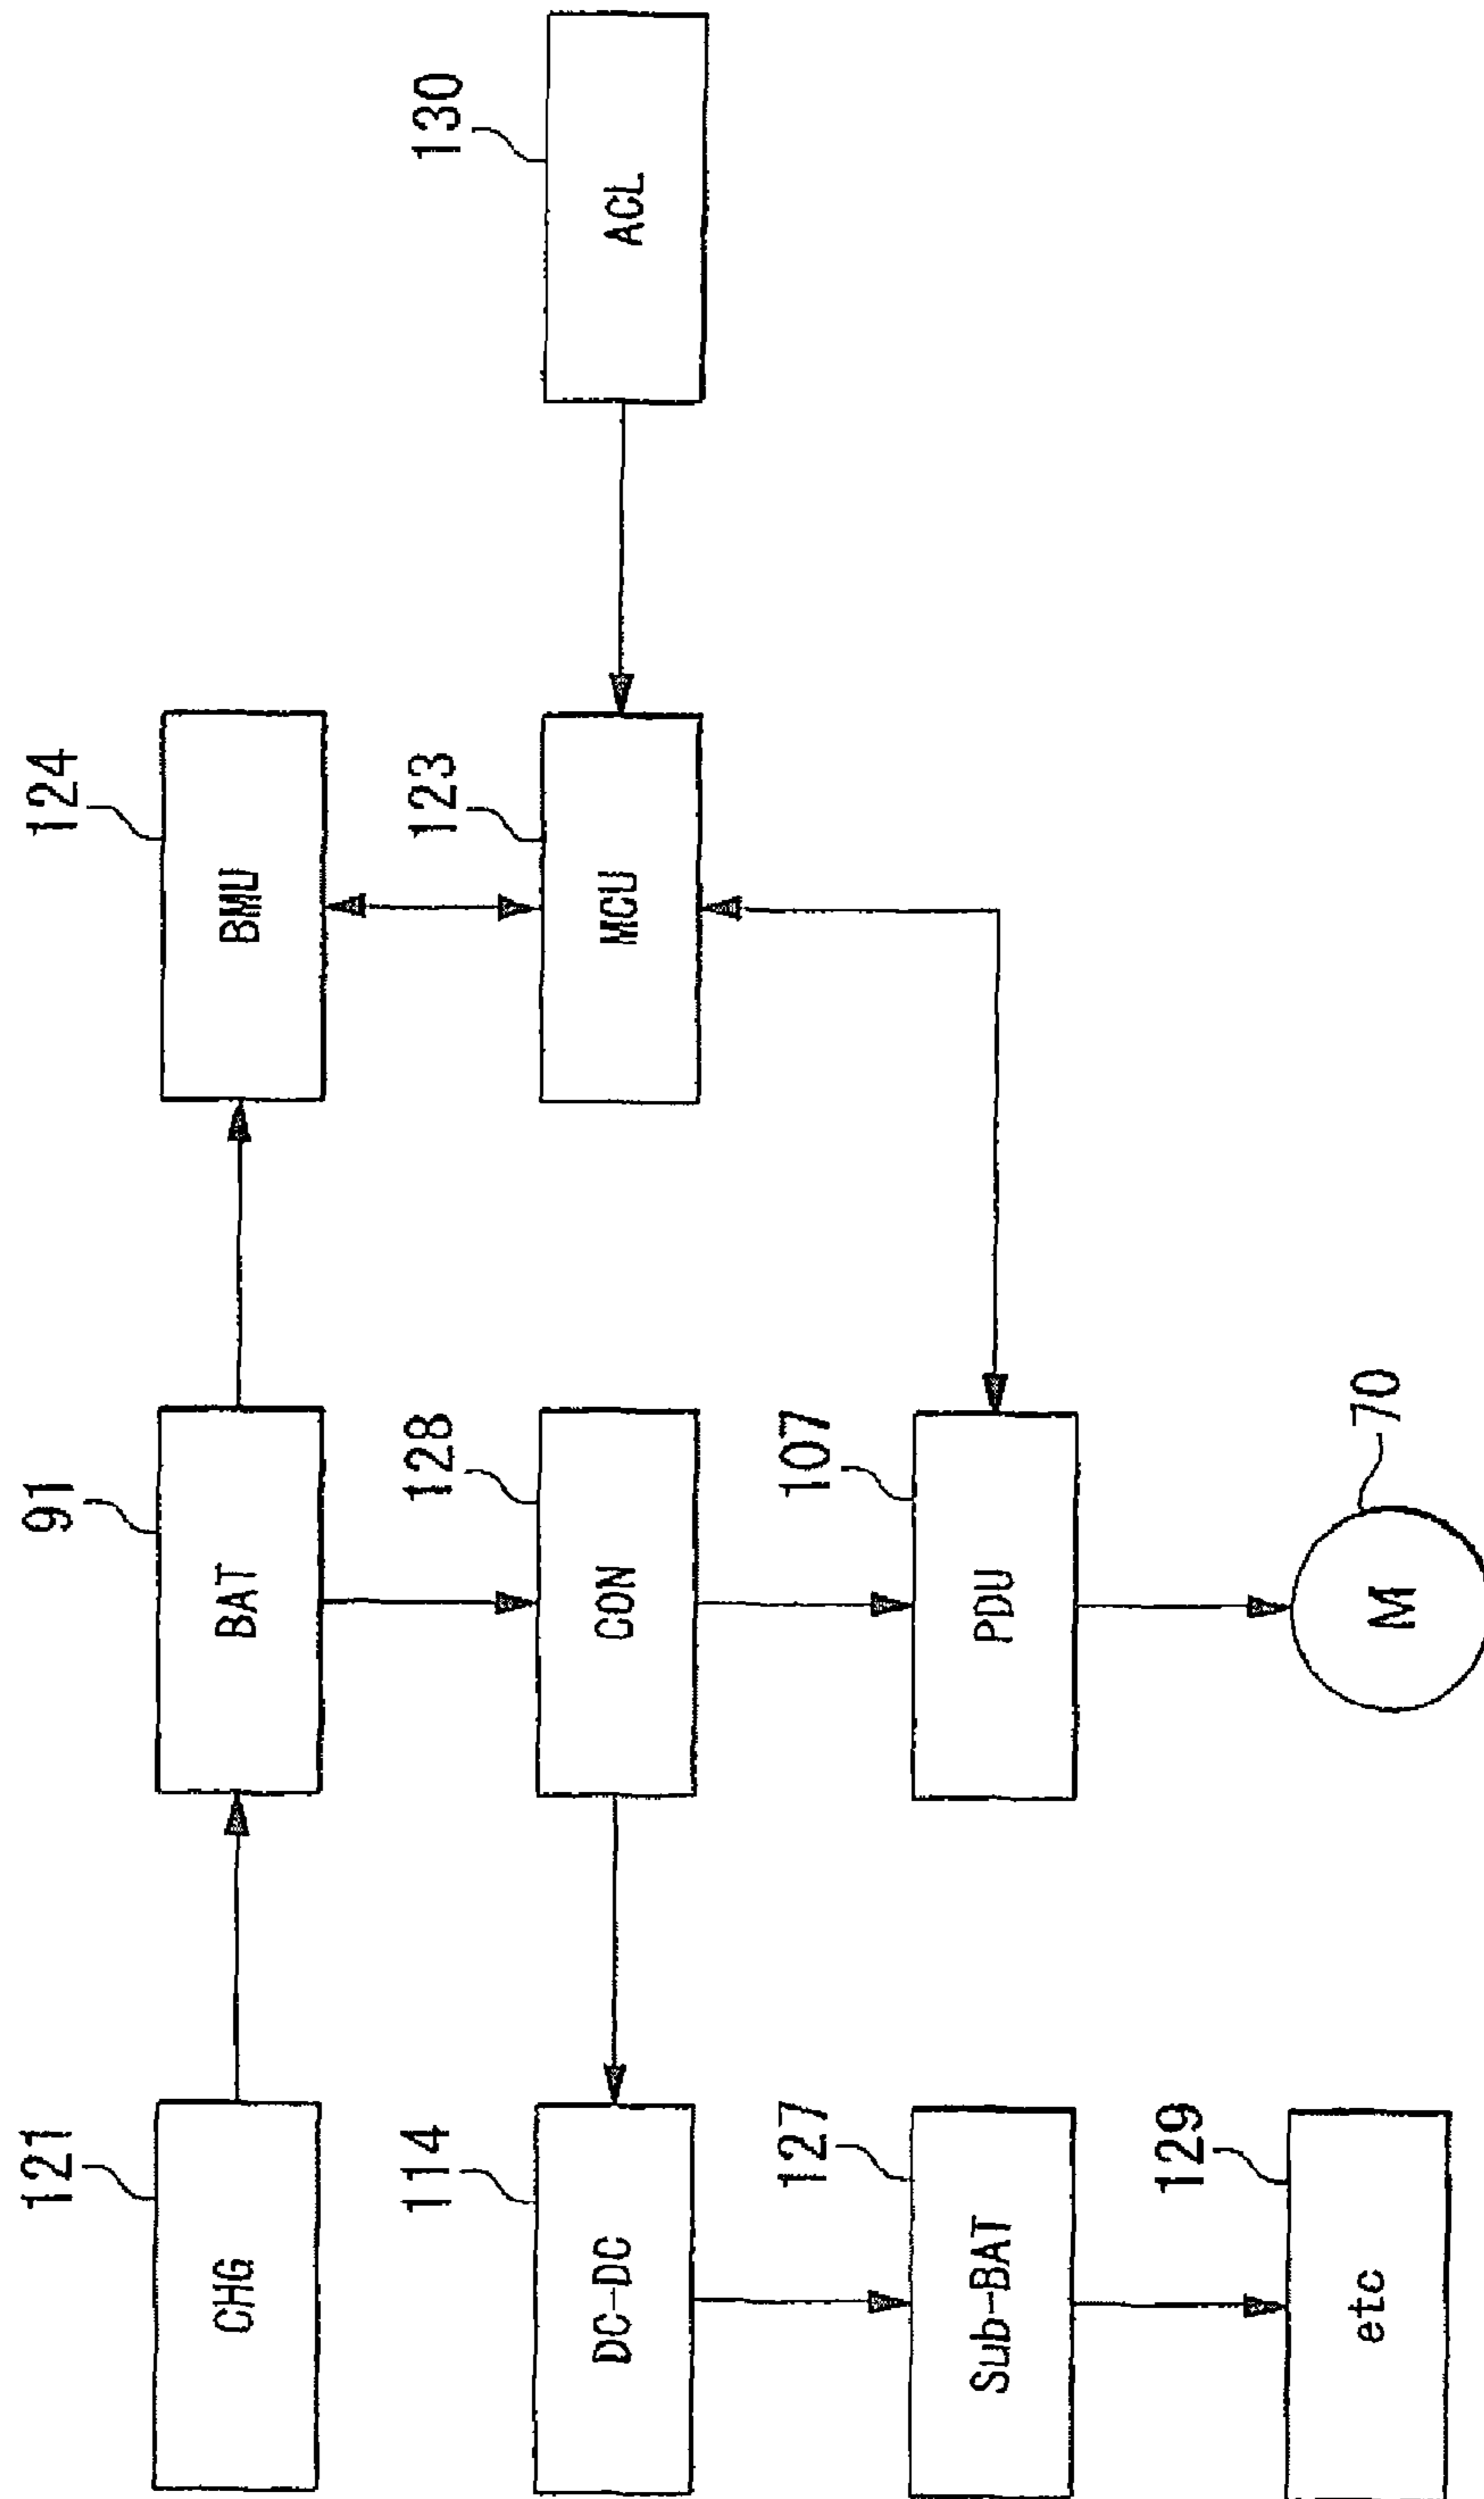 121
91
124
CHG
BAT
BMU
114
128
123
130
DC-DC
CON
MCU
ACL
127
107
Sub-BAT
PDU
129
70
etc
M